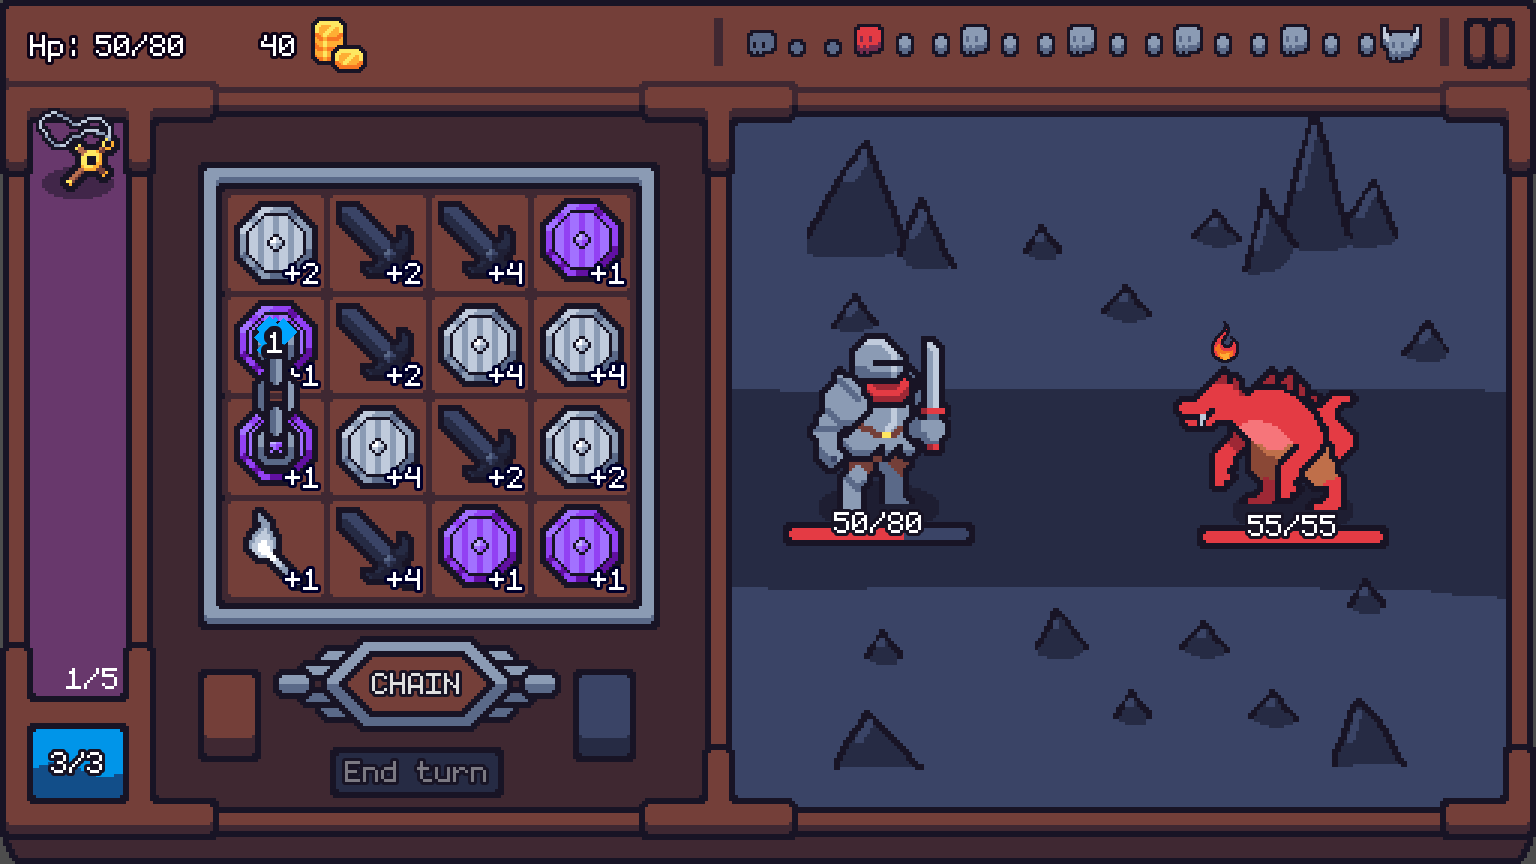 Hp: 50/80 40
+2 +2 +4 +1
1 -1 +2 +4 +4
+1 +4 +2 +2
+1 +4 +1 +1
50/80 55/55
1/5
CHAIN
3/3
End turn